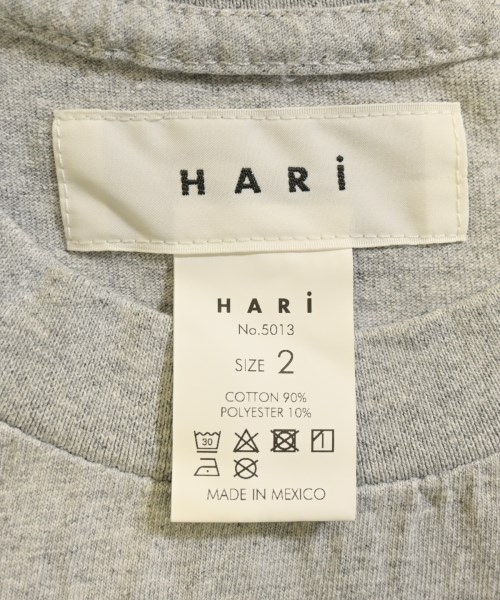 HARi
HARi
No.5013
SIZE 2
COTTON 90%
POLYESTER 10%
30
MADE IN MEXICO